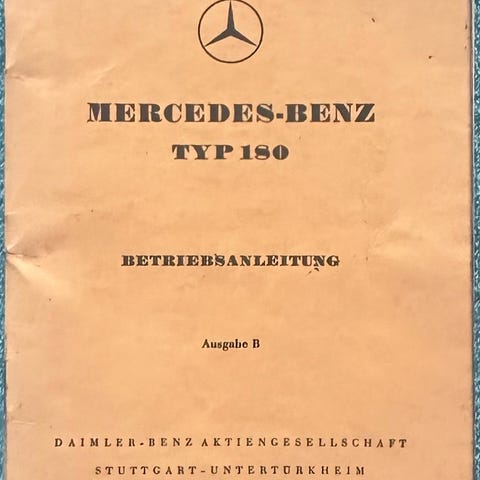 MERCEDES-BENZ
TYP 180
BETRIEBSANLEITUNG
Ausgabe B
DAIMLER-BENZ AKTIENGESELLSCHAFT
STUTTGART-UNTERTÜRKHEIM